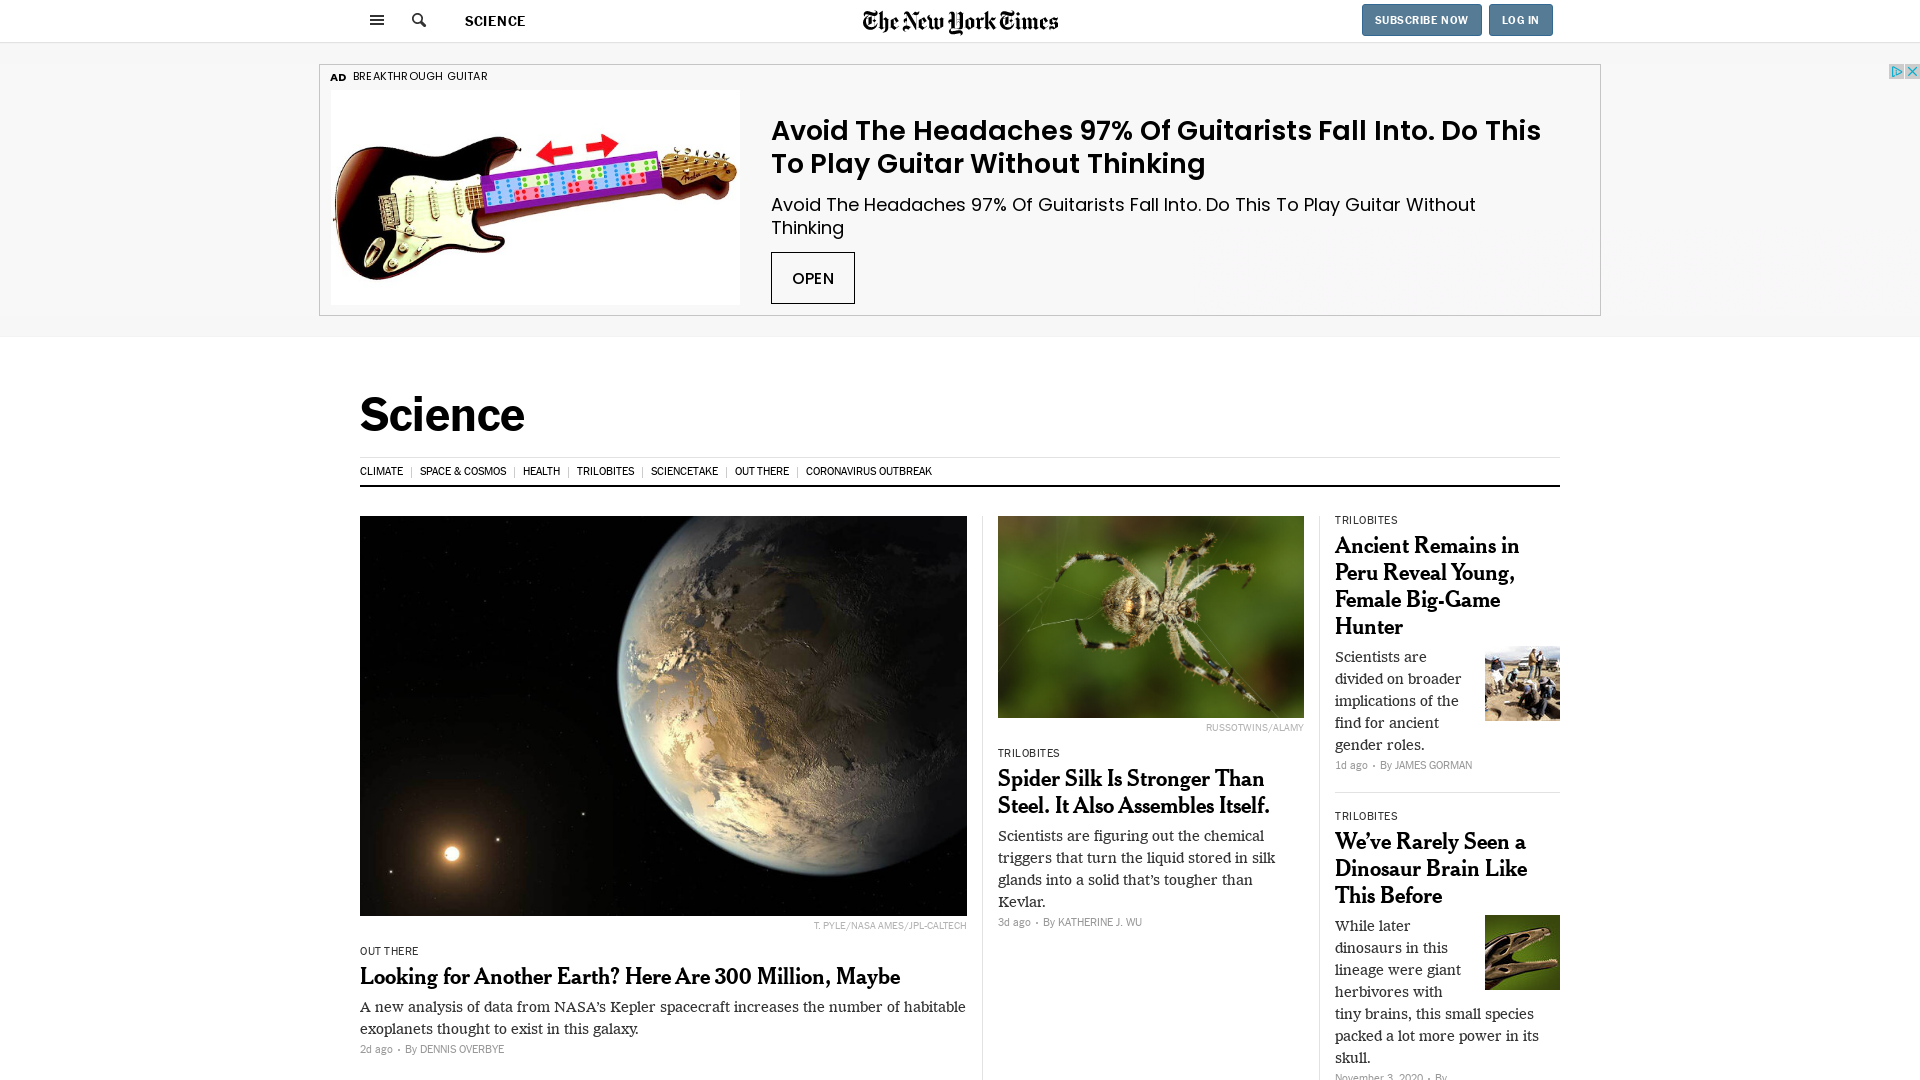 SCIENCE
The New York Times
SUBSCRIBE NOW
LOG IN
AD BREAKTHROUGH GUITAR
Avoid The Headaches 97% Of Guitarists Fall Into. Do This
To Play Guitar Without Thinking
Avoid The Headaches 97% Of Guitarists Fall Into. Do This To Play Guitar Without
Thinking
OPEN
Science
CLIMATE | SPACE & COSMOS | HEALTH | TRILOBITES | SCIENCETAKE | OUT THERE | CORONAVIRUS OUTBREAK
T. PYLE/NASA AMES/JPL-CALTECH
OUT THERE
Looking for Another Earth? Here Are 300 Million, Maybe
A new analysis of data from NASA’s Kepler spacecraft increases the number of habitable
exoplanets thought to exist in this galaxy.
2d ago • By DENNIS OVERBYE
RUSSOTWINS/ALAMY
TRILOBITES
Spider Silk Is Stronger Than
Steel. It Also Assembles Itself.
Scientists are figuring out the chemical
triggers that turn the liquid stored in silk
glands into a solid that’s tougher than
Kevlar.
3d ago • By KATHERINE J. WU
TRILOBITES
Ancient Remains in
Peru Reveal Young,
Female Big-Game
Hunter
Scientists are
divided on broader
implications of the
find for ancient
gender roles.
1d ago • By JAMES GORMAN
TRILOBITES
We’ve Rarely Seen a
Dinosaur Brain Like
This Before
While later
dinosaurs in this
lineage were giant
herbivores with
tiny brains, this small species
packed a lot more power in its
skull.
November 3, 2020 • By